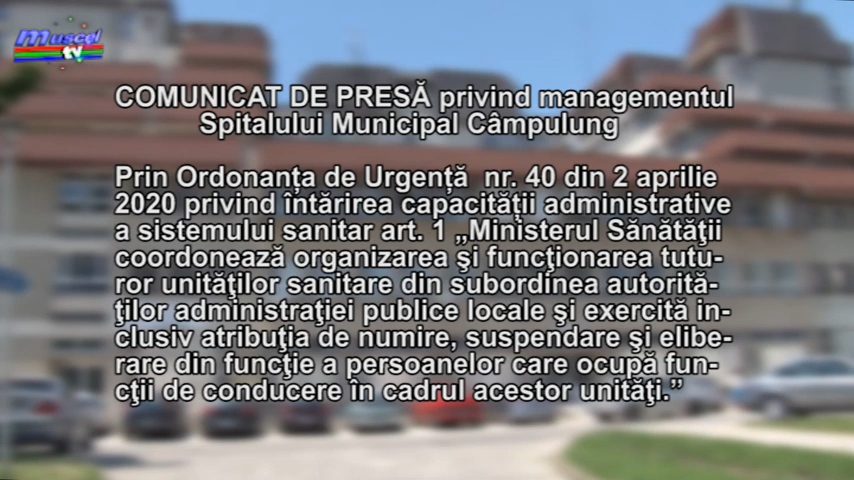 Muscel
tv
COMUNICAT DE PRESĂ privind managementul
Spitalului Municipal Câmpulung
Prin Ordonanța de Urgență nr. 40 din 2 aprilie
2020 privind întărirea capacităţii administrative
a sistemului sanitar art. 1 „Ministerul Sănătăţii
coordonează organizarea şi funcţionarea tutu-
ror unităţilor sanitare din subordinea autorită-
ţilor administraţiei publice locale şi exercită in-
clusiv atribuţia de numire, suspendare şi elibe-
rare din funcţie a persoanelor care ocupă fun-
cţii de conducere în cadrul acestor unităţi.”